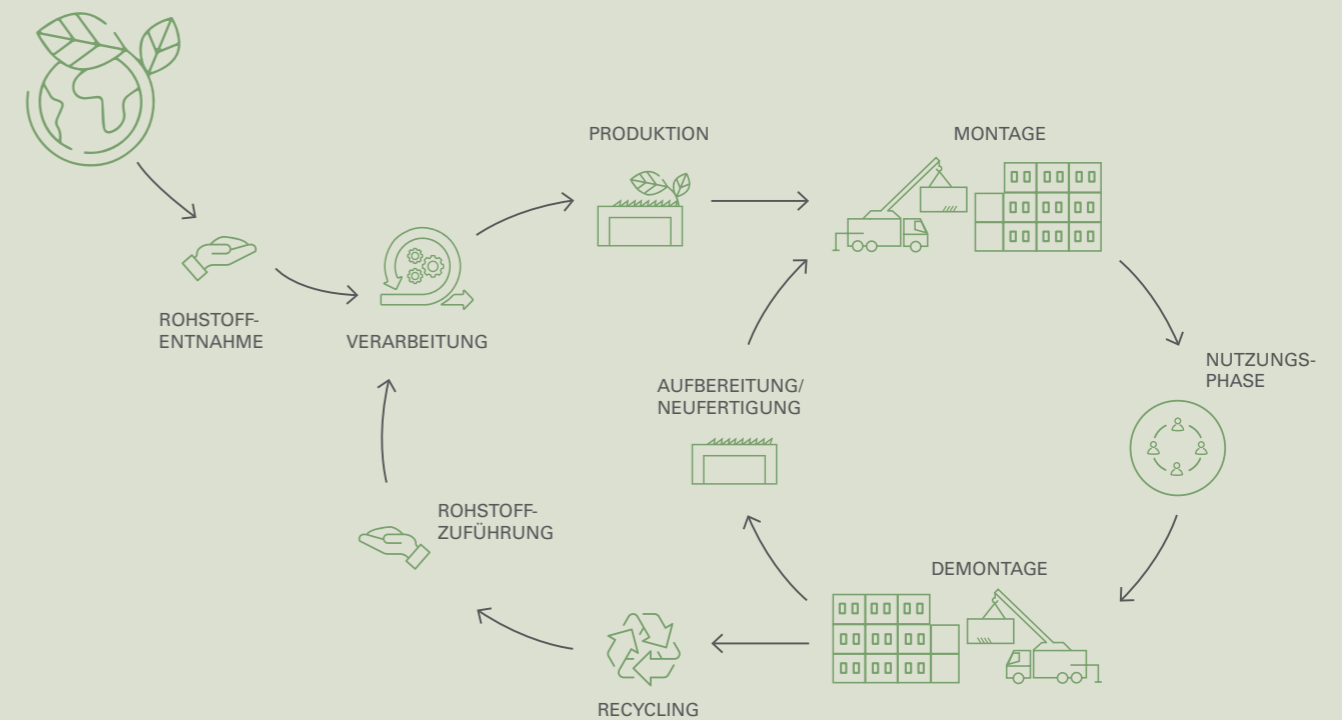 PRODUKTION
MONTAGE
ROHSTOFF-
ENTNAHME
VERARBEITUNG
NUTZUNGS-
PHASE
AUFBEREITUNG/
NEUFERTIGUNG
ROHSTOFF-
ZUFÜHRUNG
DEMONTAGE
RECYCLING